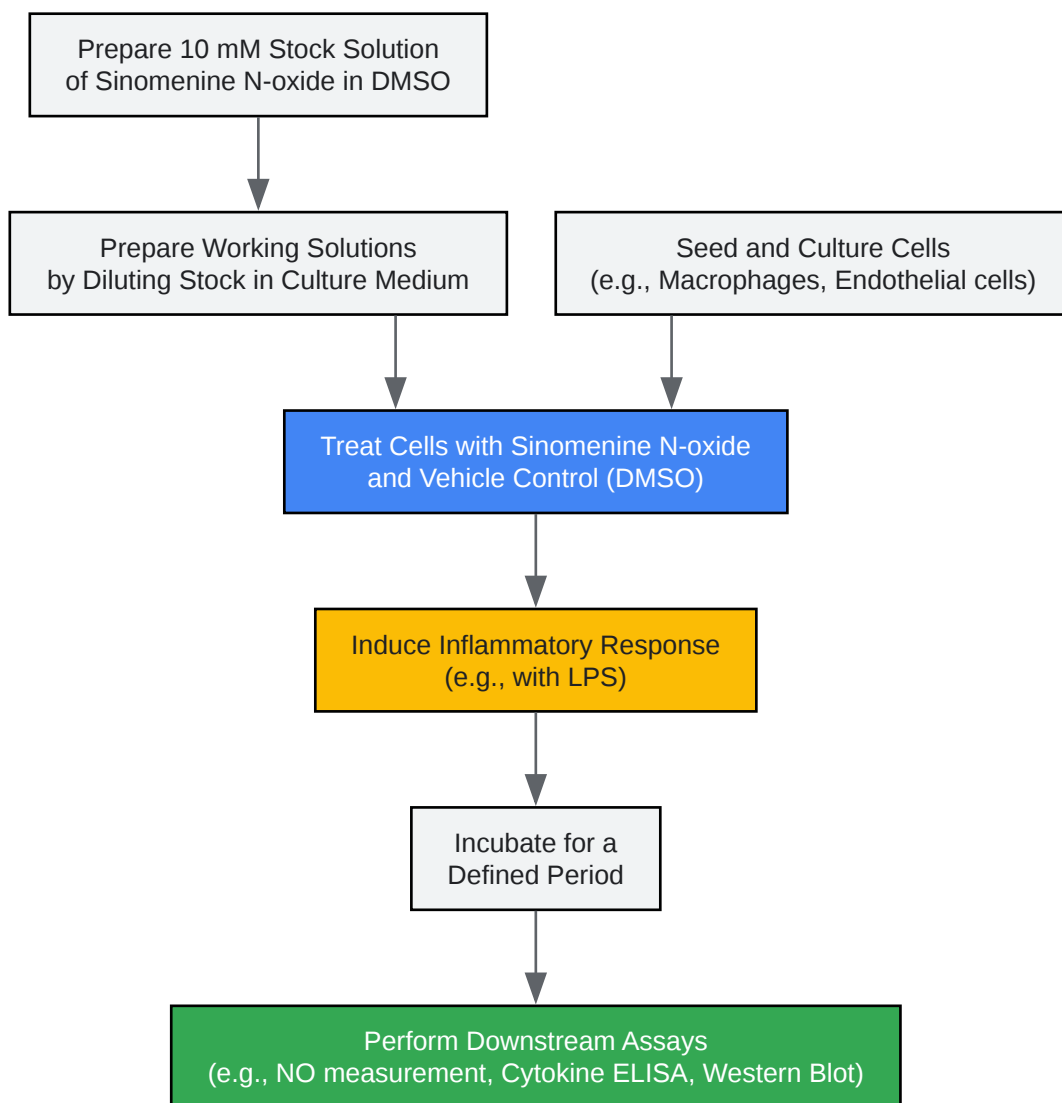 Prepare 10 mM Stock Solution
of Sinomenine N-oxide in DMSO
Prepare Working Solutions
by Diluting Stock in Culture Medium
Seed and Culture Cells
(e.g., Macrophages, Endothelial cells)
Treat Cells with Sinomenine N-oxide
and Vehicle Control (DMSO)
Induce Inflammatory Response
(e.g., with LPS)
Incubate for a
Defined Period
Perform Downstream Assays
(e.g., NO measurement, Cytokine ELISA, Western Blot)